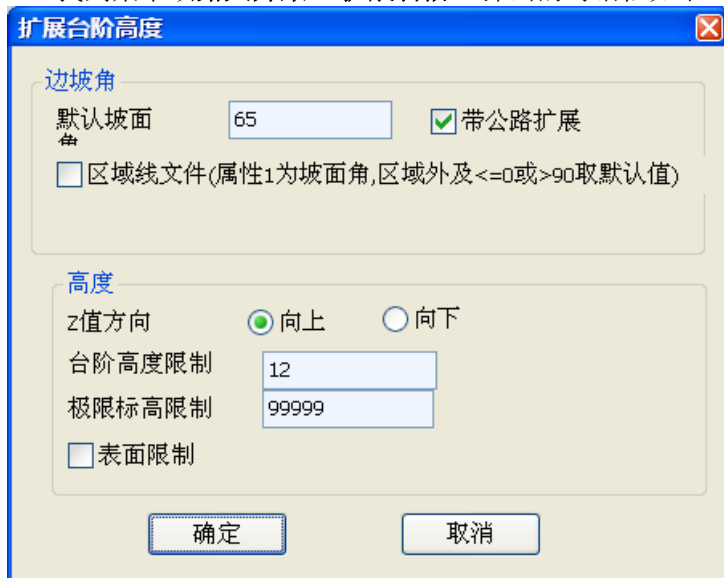 扩展台阶高度
边坡角
默认坡面角
65
带公路扩展
区域线文件(属性1为坡面角,区域外及<=0或>90取默认值)
高度
Z值方向
向上
向下
台阶高度限制
12
极限标高限制
99999
表面限制
确定
取消